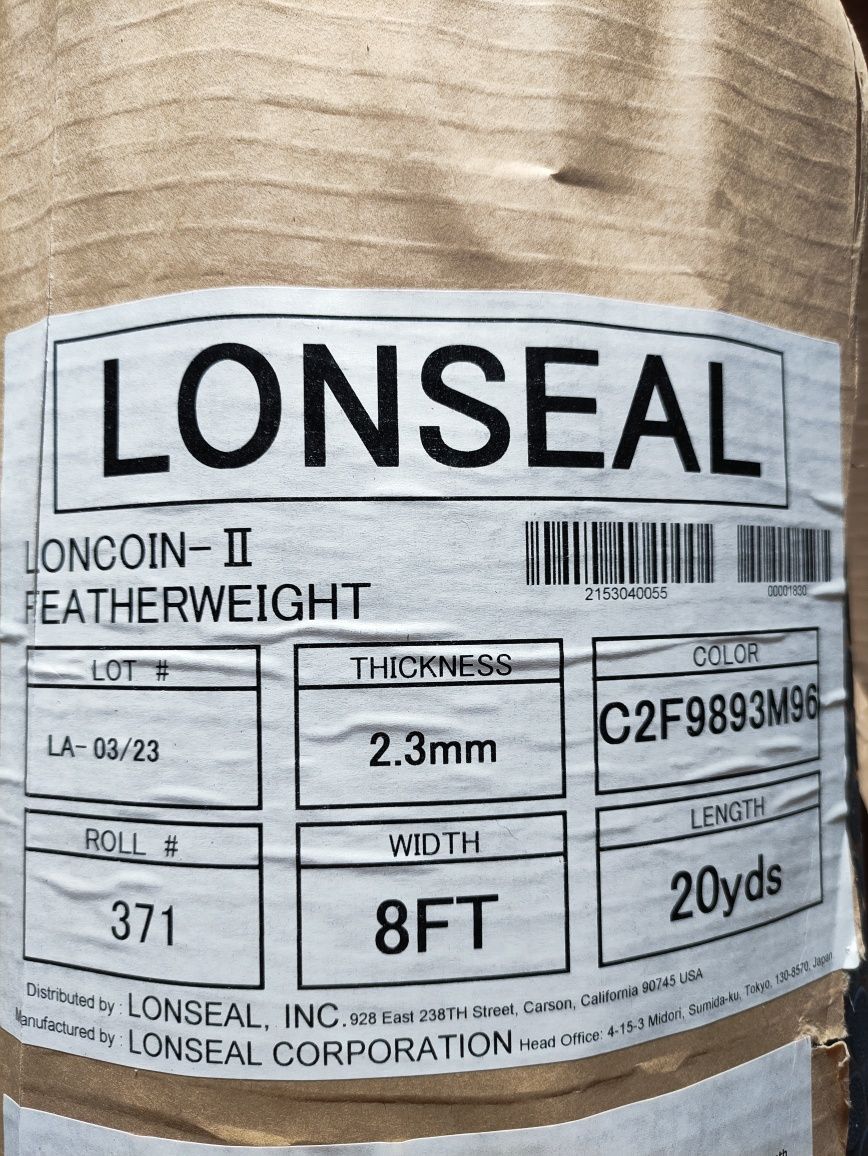 LONSEAL
LONCOIN-Ⅱ
FEATHERWEIGHT
2153040055
00001830
LOT #
LA-03/23
THICKNESS
2.3mm
COLOR
C2F9893M96
ROLL #
371
WIDTH
8FT
LENGTH
20yds
Distributed by : LONSEAL, INC. 928 East 238TH Street, Carson, California 90745 USA
Manufactured by : LONSEAL CORPORATION Head Office: 4-15-3 Midori, Sumida-ku, Tokyo, 130-8570, Japan